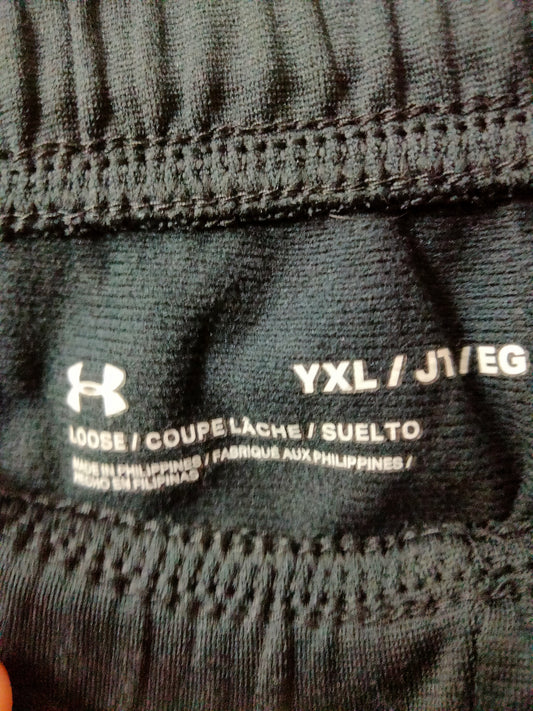 YXL / J1/EG
LOOSE / COUPE LÂCHE / SUELTO
MADE IN PHILIPPINES / FABRIQUÉ AUX PHILIPPINES /
HECHO EN FILIPINAS